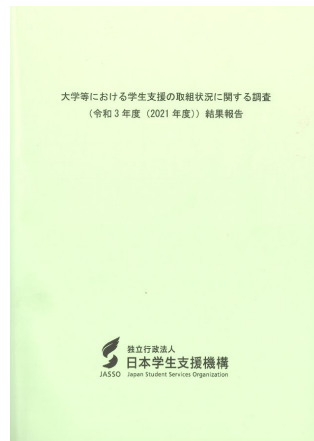 大学等における学生支援の取組状況に関する調査
(令和3年度(2021年度))結果報告
独立行政法人
日本学生支援機構
JASSO Japan Student Services Organization